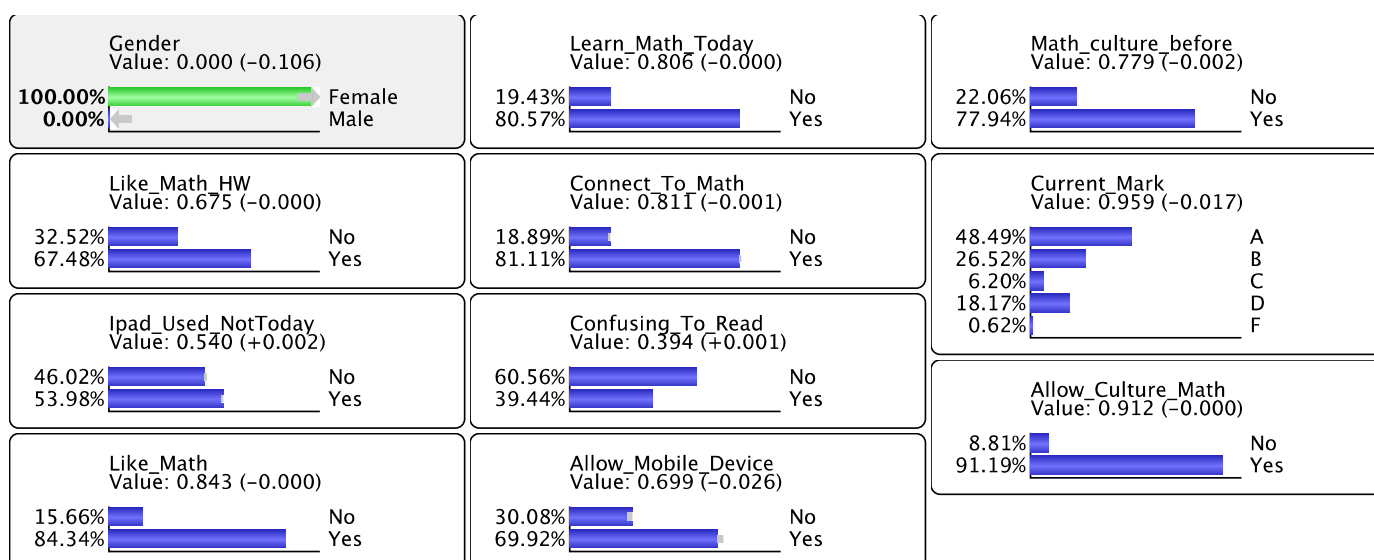 Gender
Value: 0.000 (-0.106)
100.00% Female
0.00% Male
Like_Math_HW
Value: 0.675 (-0.000)
32.52% No
67.48% Yes
Ipad_Used_NotToday
Value: 0.540 (+0.002)
46.02% No
53.98% Yes
Like_Math
Value: 0.843 (-0.000)
15.66% No
84.34% Yes
Learn_Math_Today
Value: 0.806 (-0.000)
19.43% No
80.57% Yes
Connect_To_Math
Value: 0.811 (-0.001)
18.89% No
81.11% Yes
Confusing_To_Read
Value: 0.394 (+0.001)
60.56% No
39.44% Yes
Allow_Mobile_Device
Value: 0.699 (-0.026)
30.08% No
69.92% Yes
Math_culture_before
Value: 0.779 (-0.002)
22.06% No
77.94% Yes
Current_Mark
Value: 0.959 (-0.017)
48.49% A
26.52% B
6.20% C
18.17% D
0.62% F
Allow_Culture_Math
Value: 0.912 (-0.000)
8.81% No
91.19% Yes